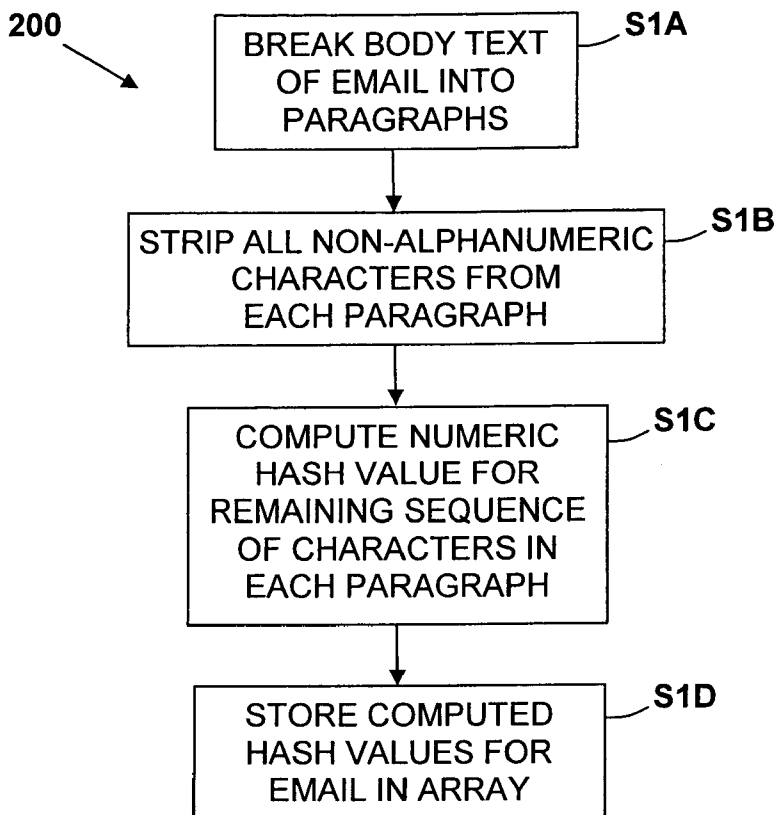 200
S1A
BREAK BODY TEXT
OF EMAIL INTO
PARAGRAPHS
S1B
STRIP ALL NON-ALPHANUMERIC
CHARACTERS FROM
EACH PARAGRAPH
S1C
COMPUTE NUMERIC
HASH VALUE FOR
REMAINING SEQUENCE
OF CHARACTERS IN
EACH PARAGRAPH
S1D
STORE COMPUTED
HASH VALUES FOR
EMAIL IN ARRAY